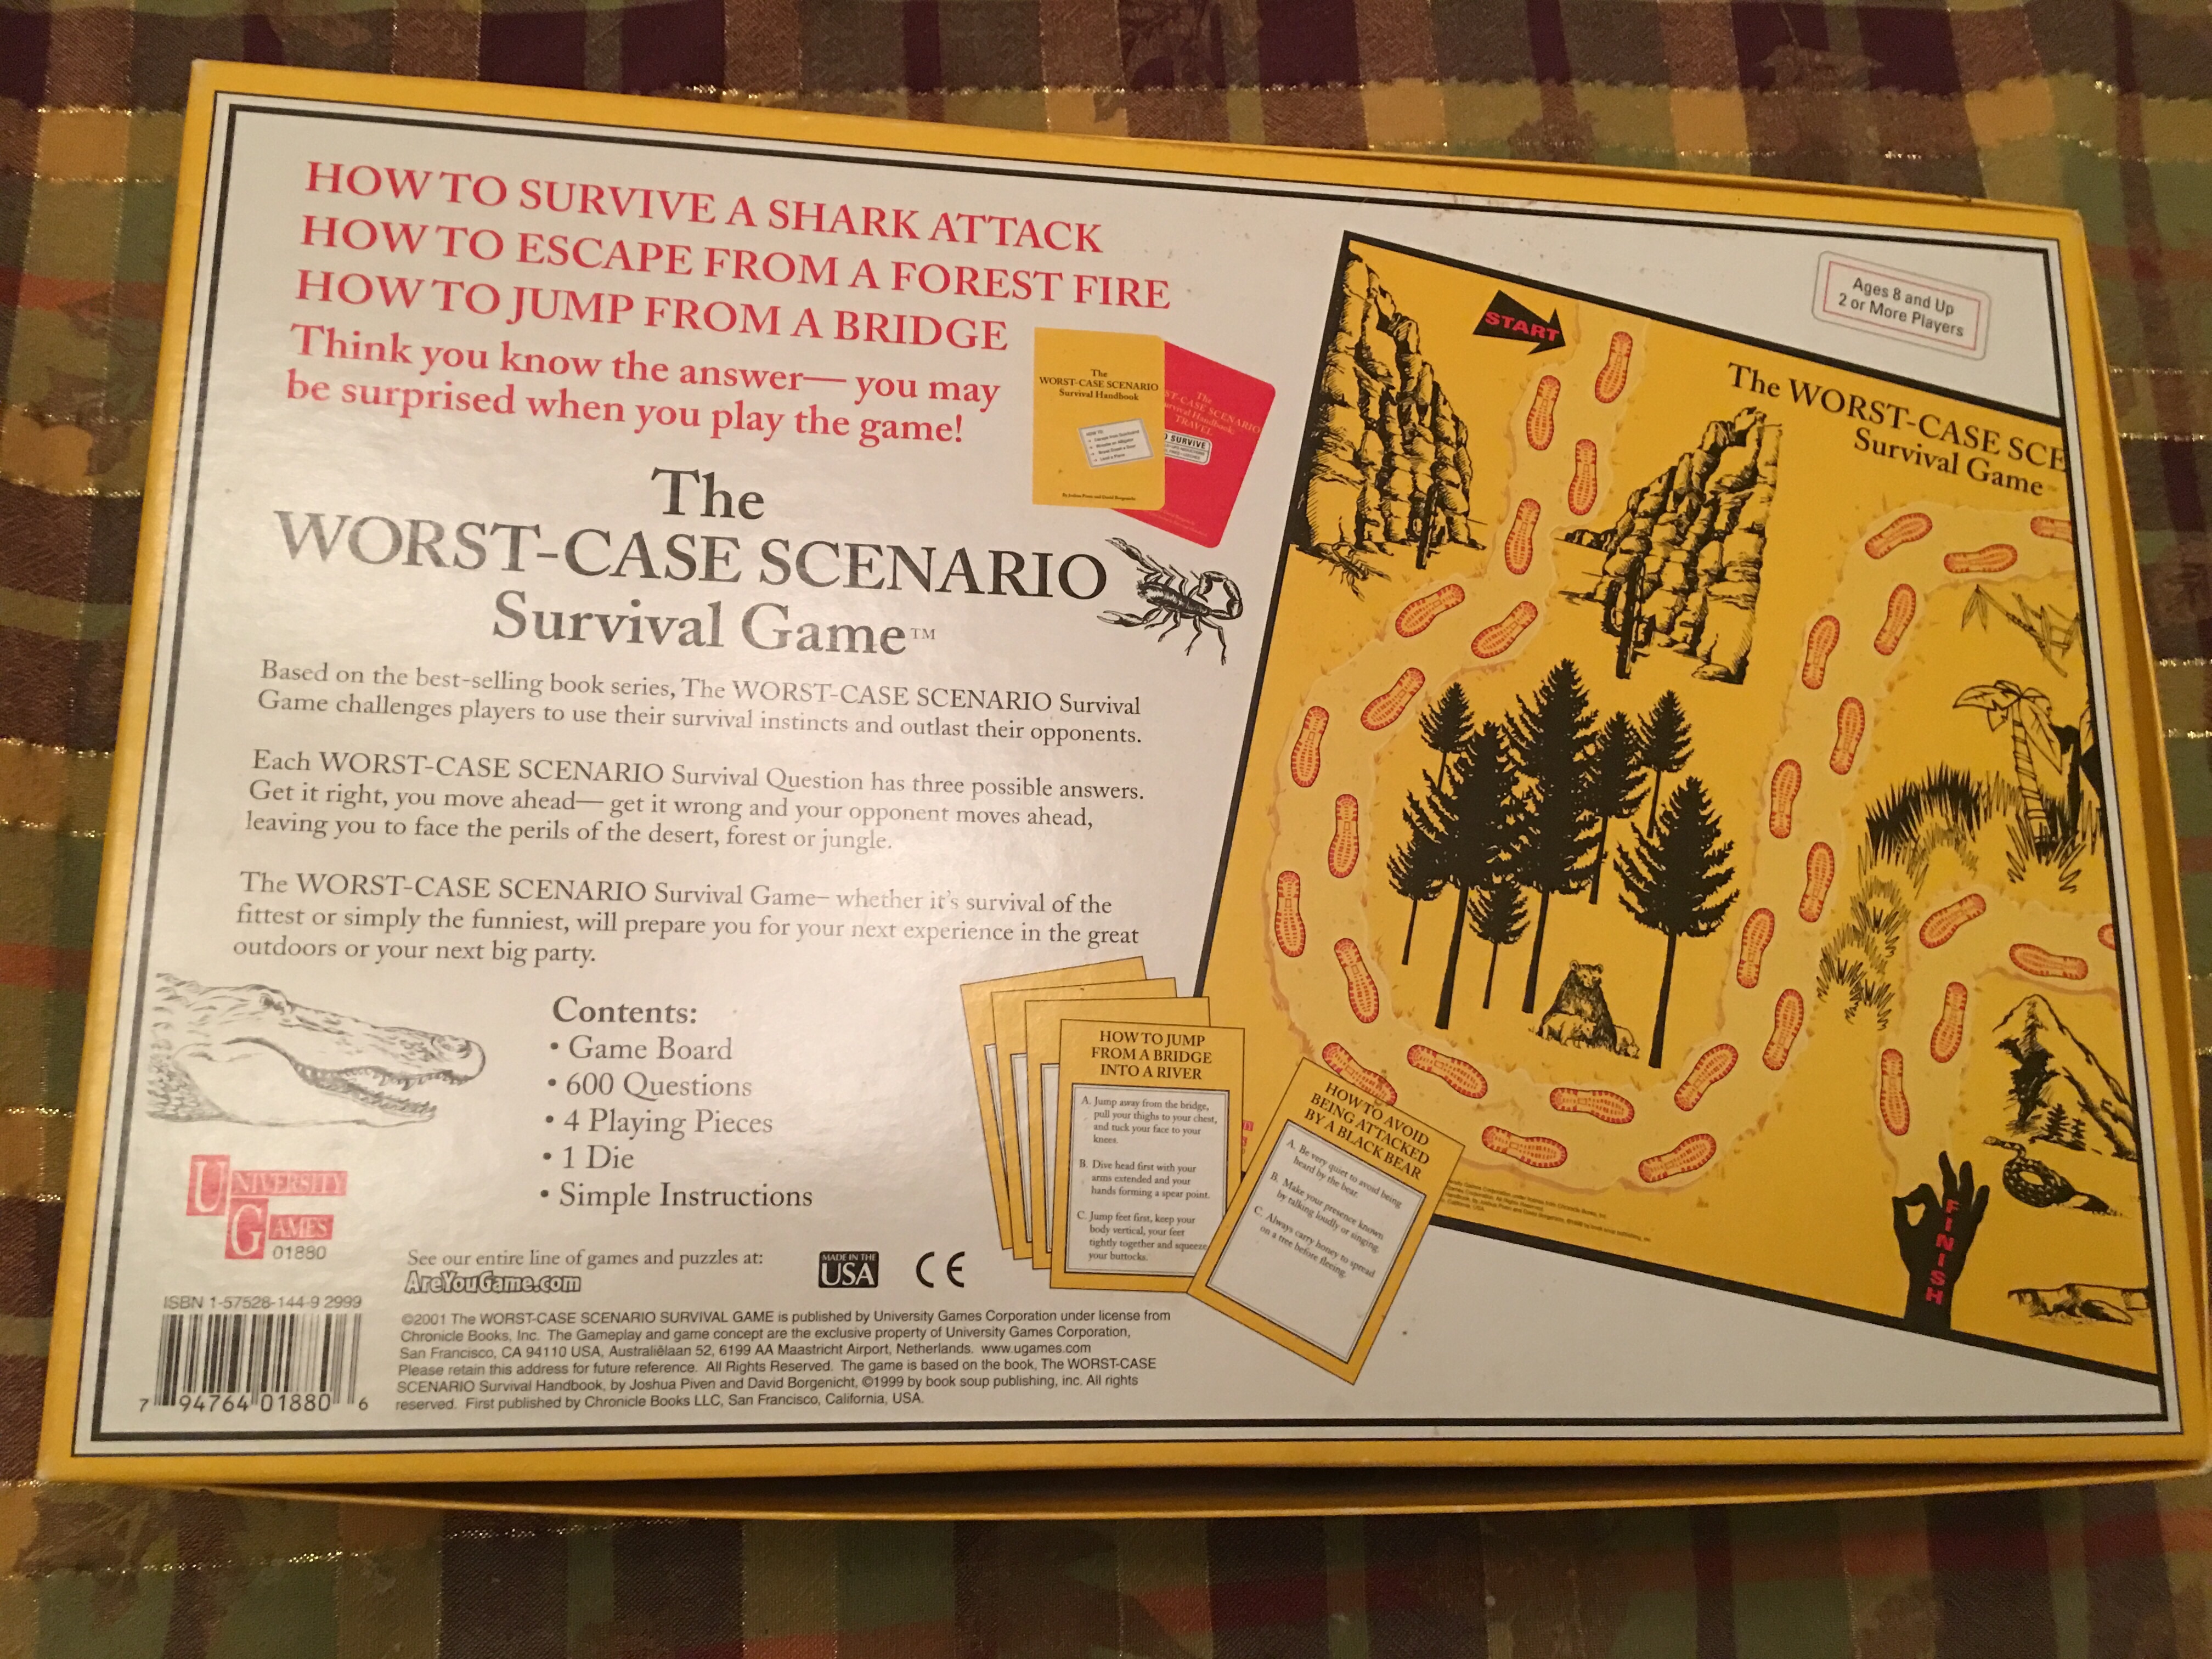 HOW TO SURVIVE A SHARK ATTACK
HOW TO ESCAPE FROM A FOREST FIRE
HOW TO JUMP FROM A BRIDGE
Think you know the answer— you may
be surprised when you play the game!
The
WORST-CASE SCENARIO
Survival Handbook
HOW TO
By Joshua Piven and David Borgenicht
The
ST-CASE SCENARIO
Survival Handbook:
TRAVEL
O SURVIVE
The
WORST-CASE SCENARIO
Survival Game™
Based on the best-selling book series, The WORST-CASE SCENARIO Survival
Game challenges players to use their survival instincts and outlast their opponents.
Each WORST-CASE SCENARIO Survival Question has three possible answers.
Get it right, you move ahead— get it wrong and your opponent moves ahead,
leaving you to face the perils of the desert, forest or jungle.
The WORST-CASE SCENARIO Survival Game– whether it's survival of the
fittest or simply the funniest, will prepare you for your next experience in the great
outdoors or your next big party.
Contents:
• Game Board
• 600 Questions
• 4 Playing Pieces
• 1 Die
• Simple Instructions
UNIVERSITY
GAMES
01880
See our entire line of games and puzzles at:
AreYouGame.com
MADE IN THE
USA
CE
ISBN 1-57528-144-9 2999
7 94764 01880 6
©2001 The WORST-CASE SCENARIO SURVIVAL GAME is published by University Games Corporation under license from
Chronicle Books, Inc. The Gameplay and game concept are the exclusive property of University Games Corporation,
San Francisco, CA 94110 USA, Australiëlaan 52, 6199 AA Maastricht Airport, Netherlands. www.ugames.com
Please retain this address for future reference. All Rights Reserved. The game is based on the book, The WORST-CASE
SCENARIO Survival Handbook, by Joshua Piven and David Borgenicht, ©1999 by book soup publishing, inc. All rights
reserved. First published by Chronicle Books LLC, San Francisco, California, USA.
HOW TO JUMP
FROM A BRIDGE
INTO A RIVER
A. Jump away from the bridge,
pull your thighs to your chest,
and tuck your face to your
knees.
B. Dive head first with your
arms extended and your
hands forming a spear point.
C. Jump feet first, keep your
body vertical, your feet
tightly together and squeeze
your buttocks.
HOW TO AVOID
BEING ATTACKED
BY A BLACK BEAR
A. Be very quiet to avoid being
heard by the bear.
B. Make your presence known
by talking loudly or singing.
C. Always carry honey to spread
on a tree before fleeing.
Ages 8 and Up
2 or More Players
START
The WORST-CASE SCE
Survival Game
FINISH